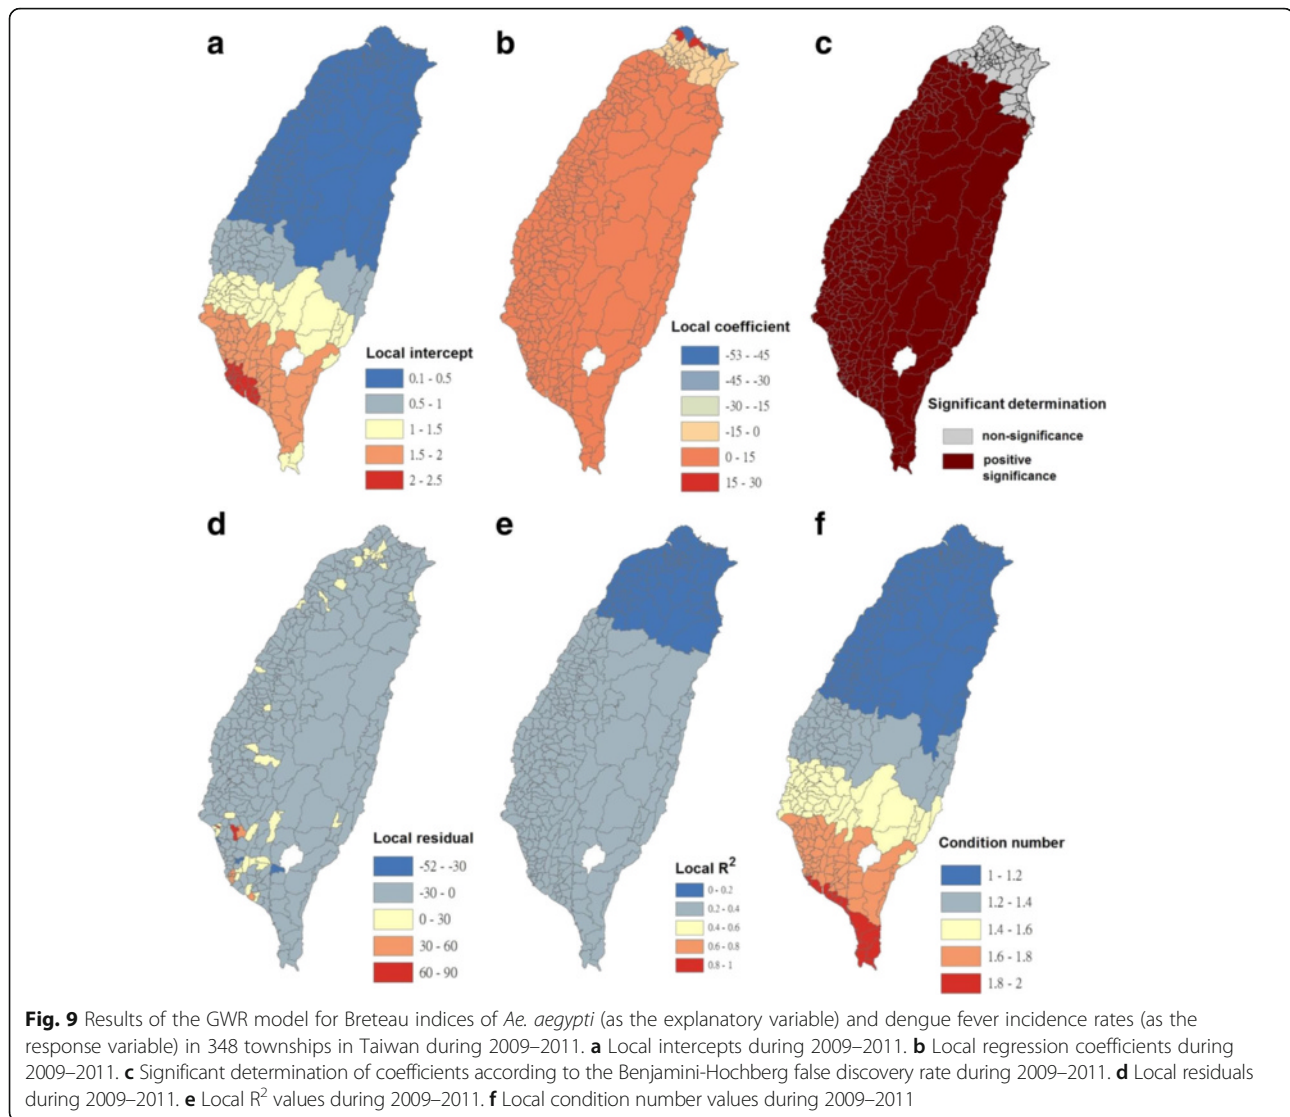 a
b
c
Local intercept
0.1 - 0.5
0.5 - 1
1 - 1.5
1.5 - 2
2 - 2.5
Local coefficient
-53 - -45
-45 - -30
-30 - -15
-15 - 0
0 - 15
15 - 30
Significant determination
non-significance
positive
significance
d
e
f
Local residual
-52 - -30
-30 - 0
0 - 30
30 - 60
60 - 90
Local R²
0 - 0.2
0.2 - 0.4
0.4 - 0.6
0.6 - 0.8
0.8 - 1
Condition number
1 - 1.2
1.2 - 1.4
1.4 - 1.6
1.6 - 1.8
1.8 - 2
Fig. 9 Results of the GWR model for Breteau indices of Ae. aegypti (as the explanatory variable) and dengue fever incidence rates (as the
response variable) in 348 townships in Taiwan during 2009–2011. a Local intercepts during 2009–2011. b Local regression coefficients during
2009–2011. c Significant determination of coefficients according to the Benjamini-Hochberg false discovery rate during 2009–2011. d Local residuals
during 2009–2011. e Local R² values during 2009–2011. f Local condition number values during 2009–2011